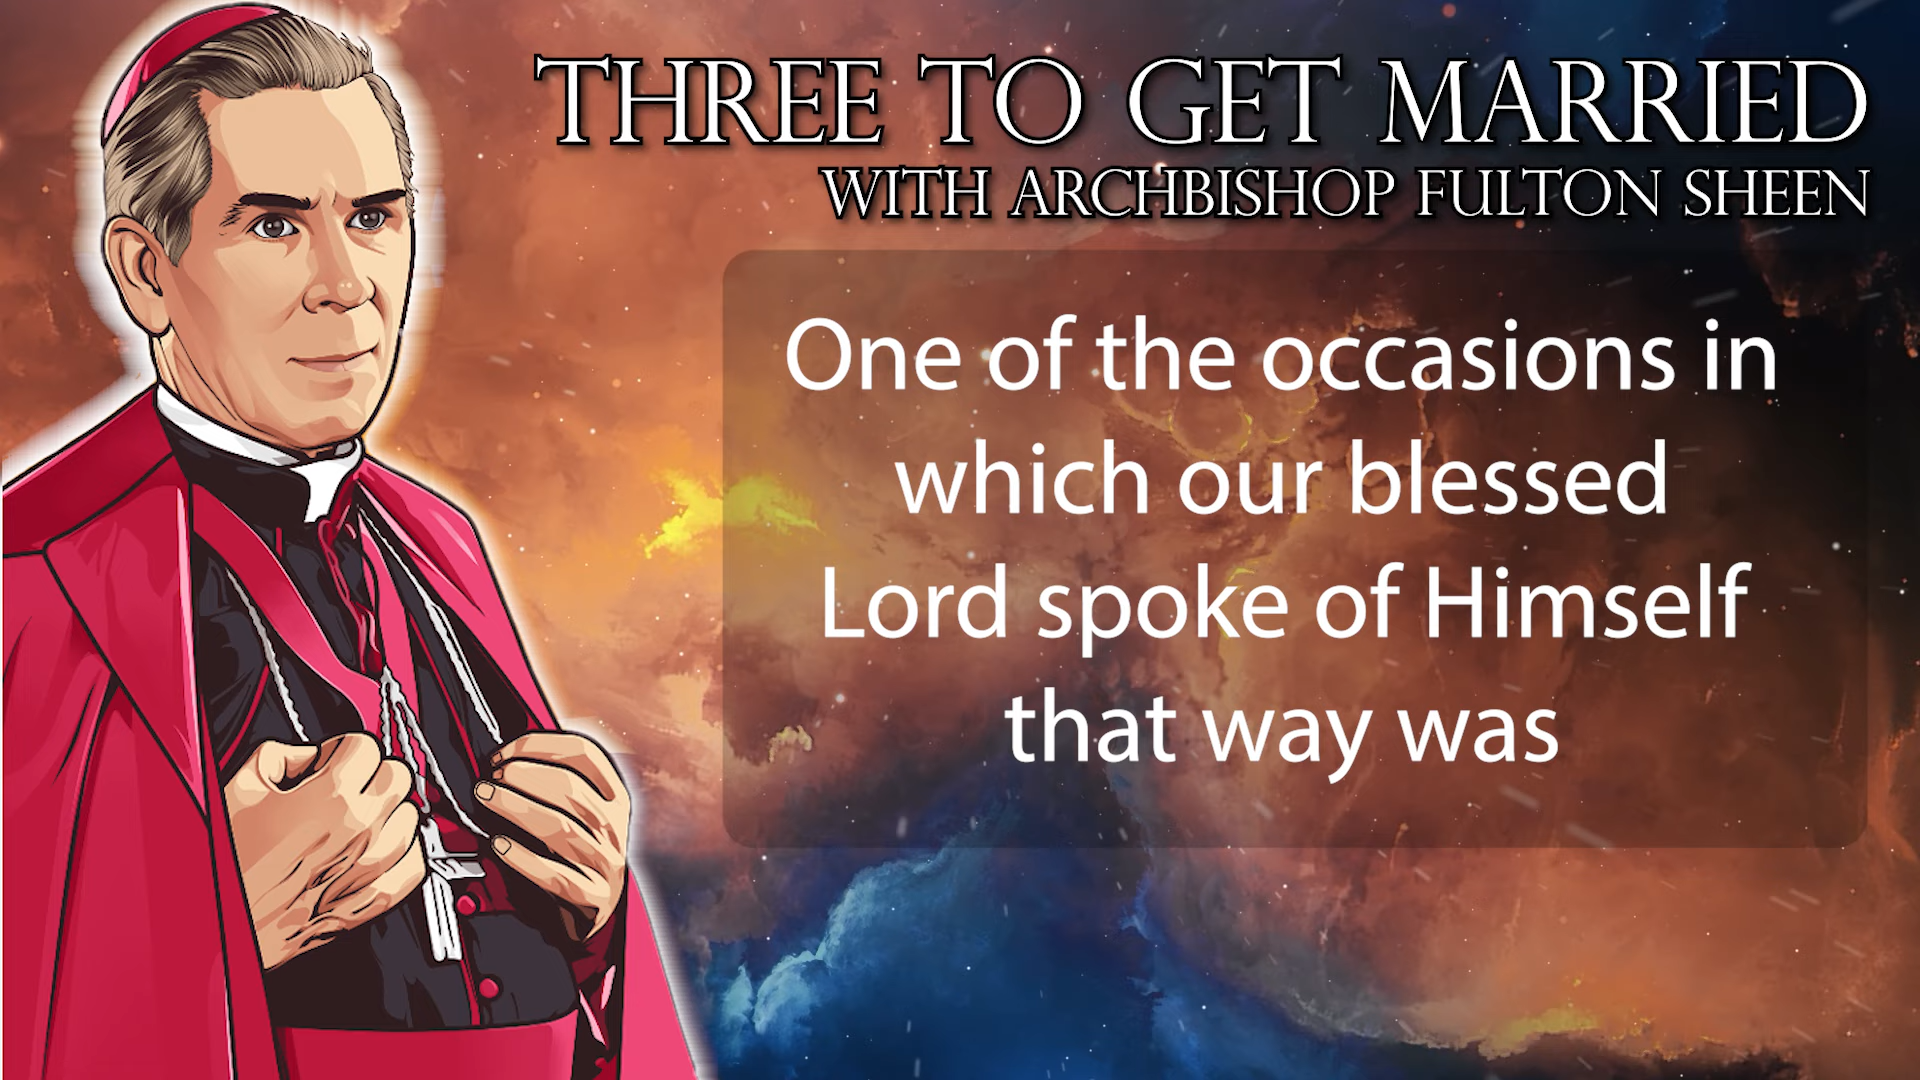 THREE TO GET MARRIED
WITH ARCHBISHOP FULTON SHEEN
One of the occasions in
which our blessed
Lord spoke of Himself
that way was